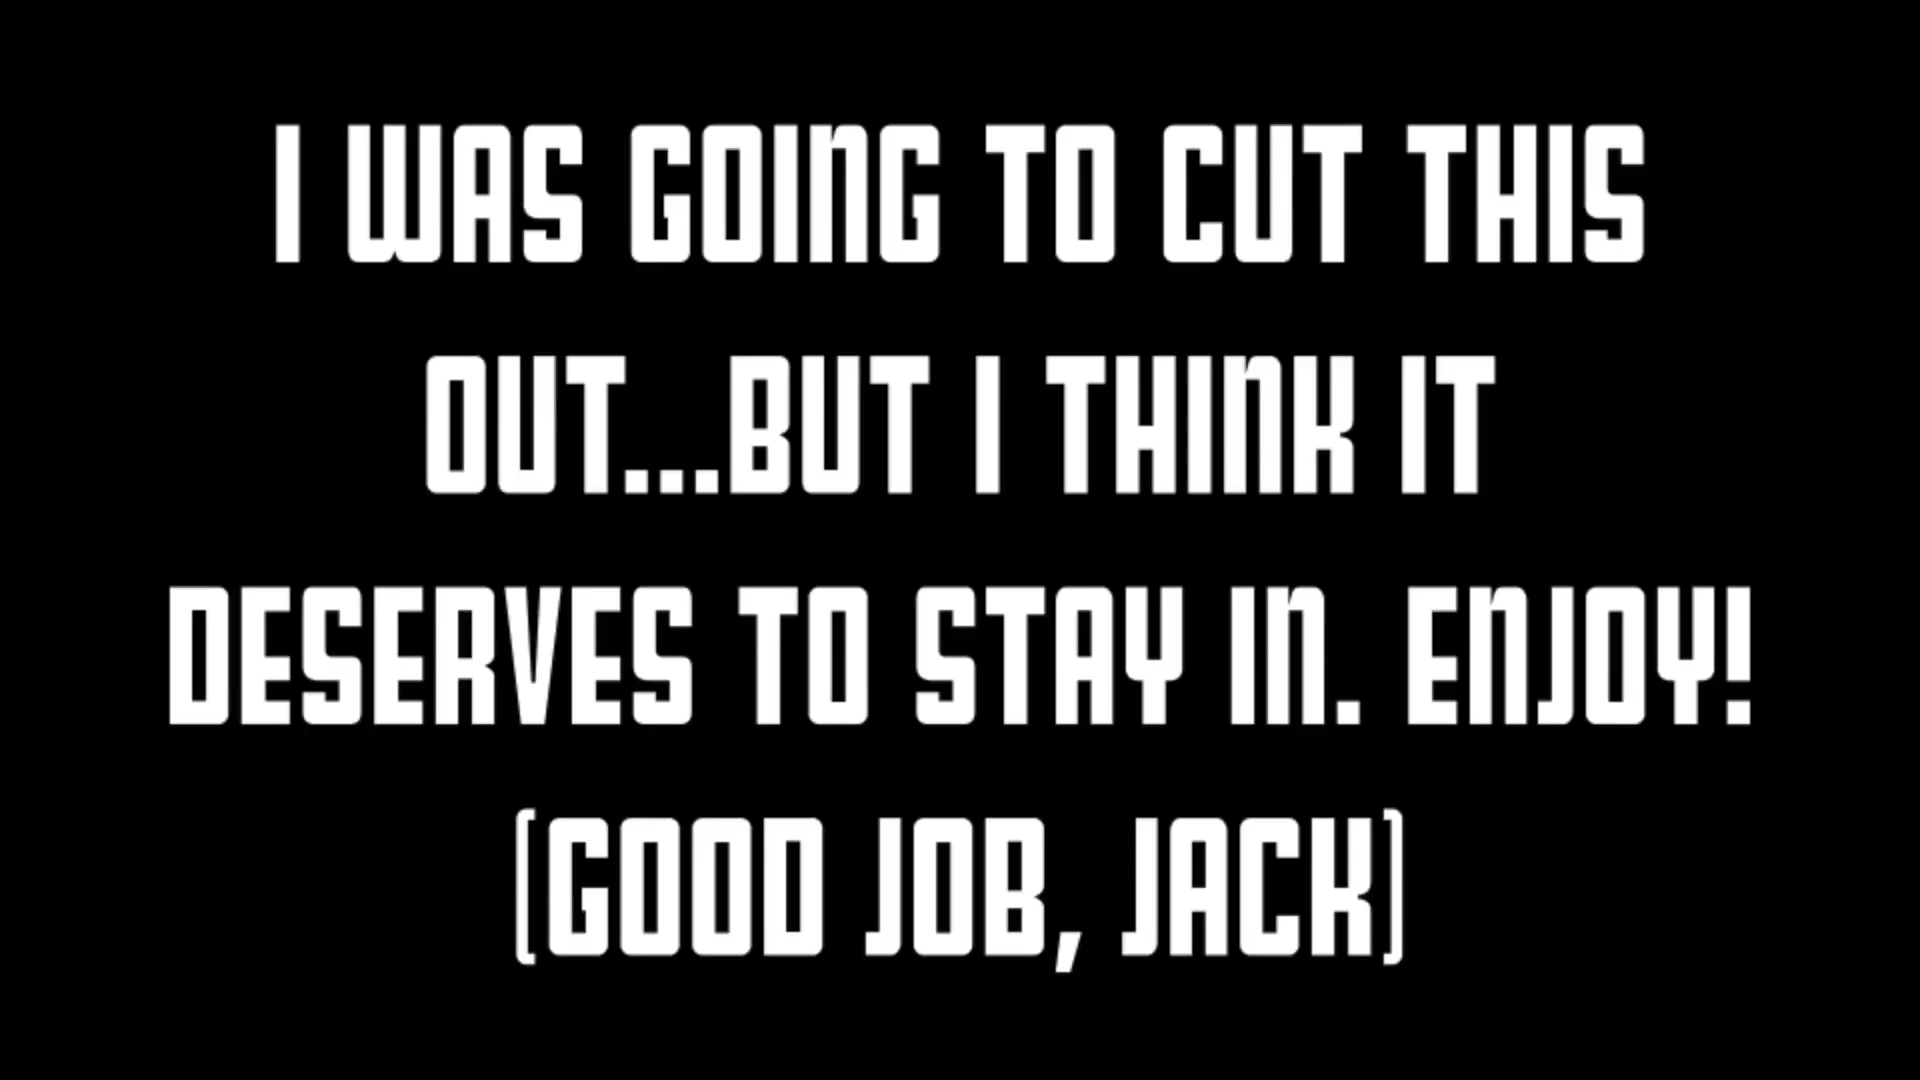 I WAS GOING TO CUT THIS
OUT...BUT I THINK IT
DESERVES TO STAY IN. ENJOY!
(GOOD JOB, JACK)